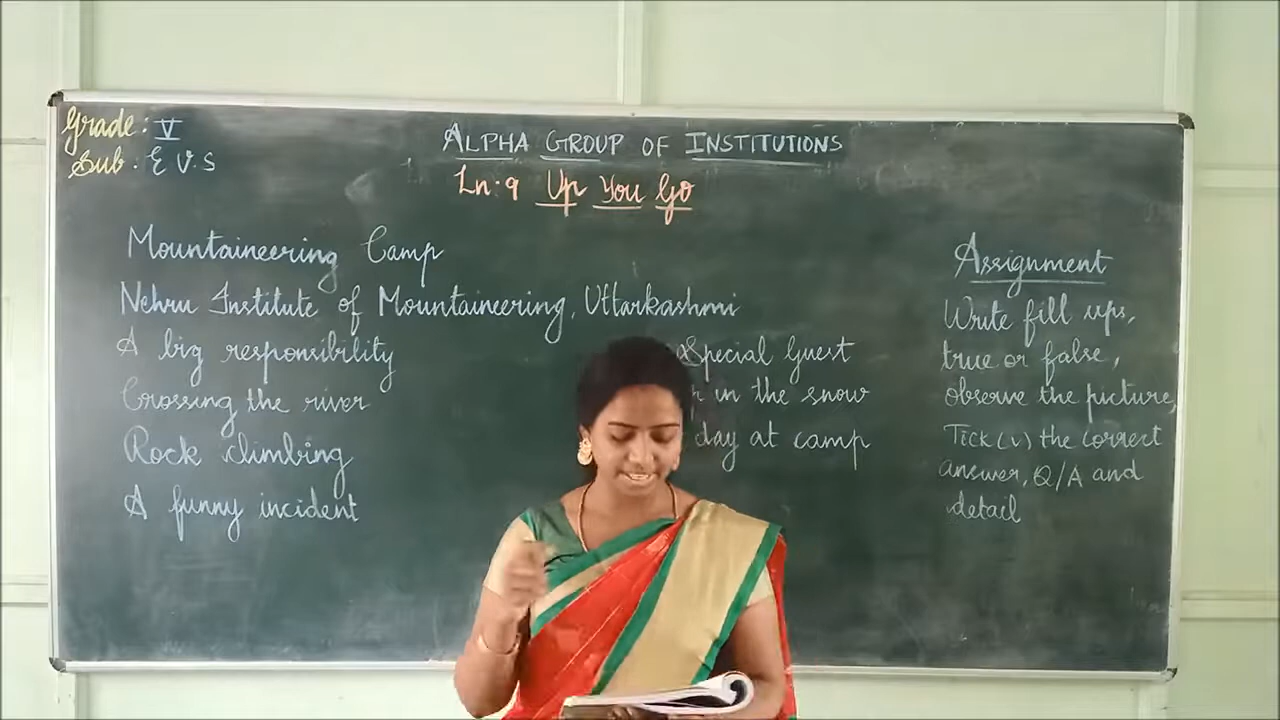 Grade: V
Sub: E V.S
ALPHA GROUP OF INSTITUTIONS
Ln:9 Up You Go
Mountaineering Camp
Nehru Institute of Mountaineering, Uttarkashmi
A big responsibility
Crossing the river
Rock climbing
A funny incident
Special Guest
in the snow
day at camp
Assignment
Write fill ups,
true or false,
observe the picture,
Tick (✓) the correct
answer, Q/A and
detail